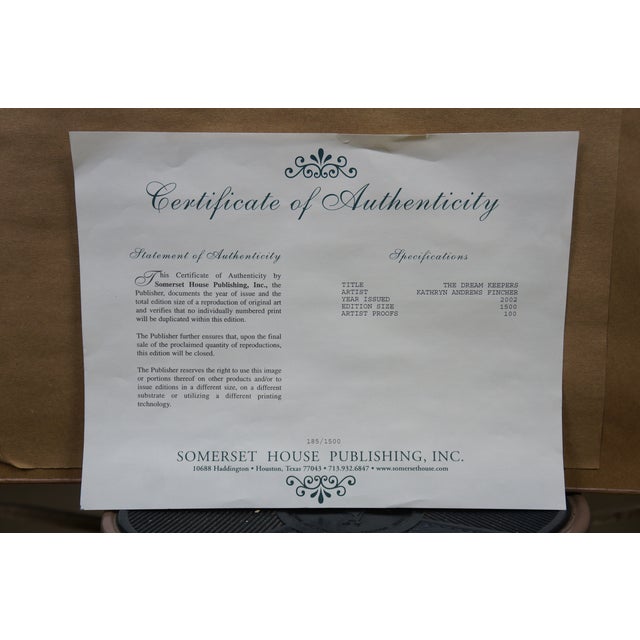 Certificate of Authenticity
Statement of Authenticity
This Certificate of Authenticity by
Somerset House Publishing, Inc., the
Publisher, documents the year of issue and the
total edition size of a reproduction of original art
and verifies that no individually numbered print
will be duplicated within this edition.
The Publisher further ensures that, upon the final
sale of the proclaimed quantity of reproductions,
this edition will be closed.
The Publisher reserves the right to use this image
or portions thereof on other products and/or to
issue editions in a different size, on a different
substrate or utilizing a different printing
technology.
Specifications
TITLE THE DREAM KEEPERS
ARTIST KATHRYN ANDREWS FINCHER
YEAR ISSUED 2002
EDITION SIZE 1500
ARTIST PROOFS 100
185/1500
SOMERSET HOUSE PUBLISHING, INC.
10688 Haddington • Houston, Texas 77043 • 713.932.6847 • www.somersethouse.com